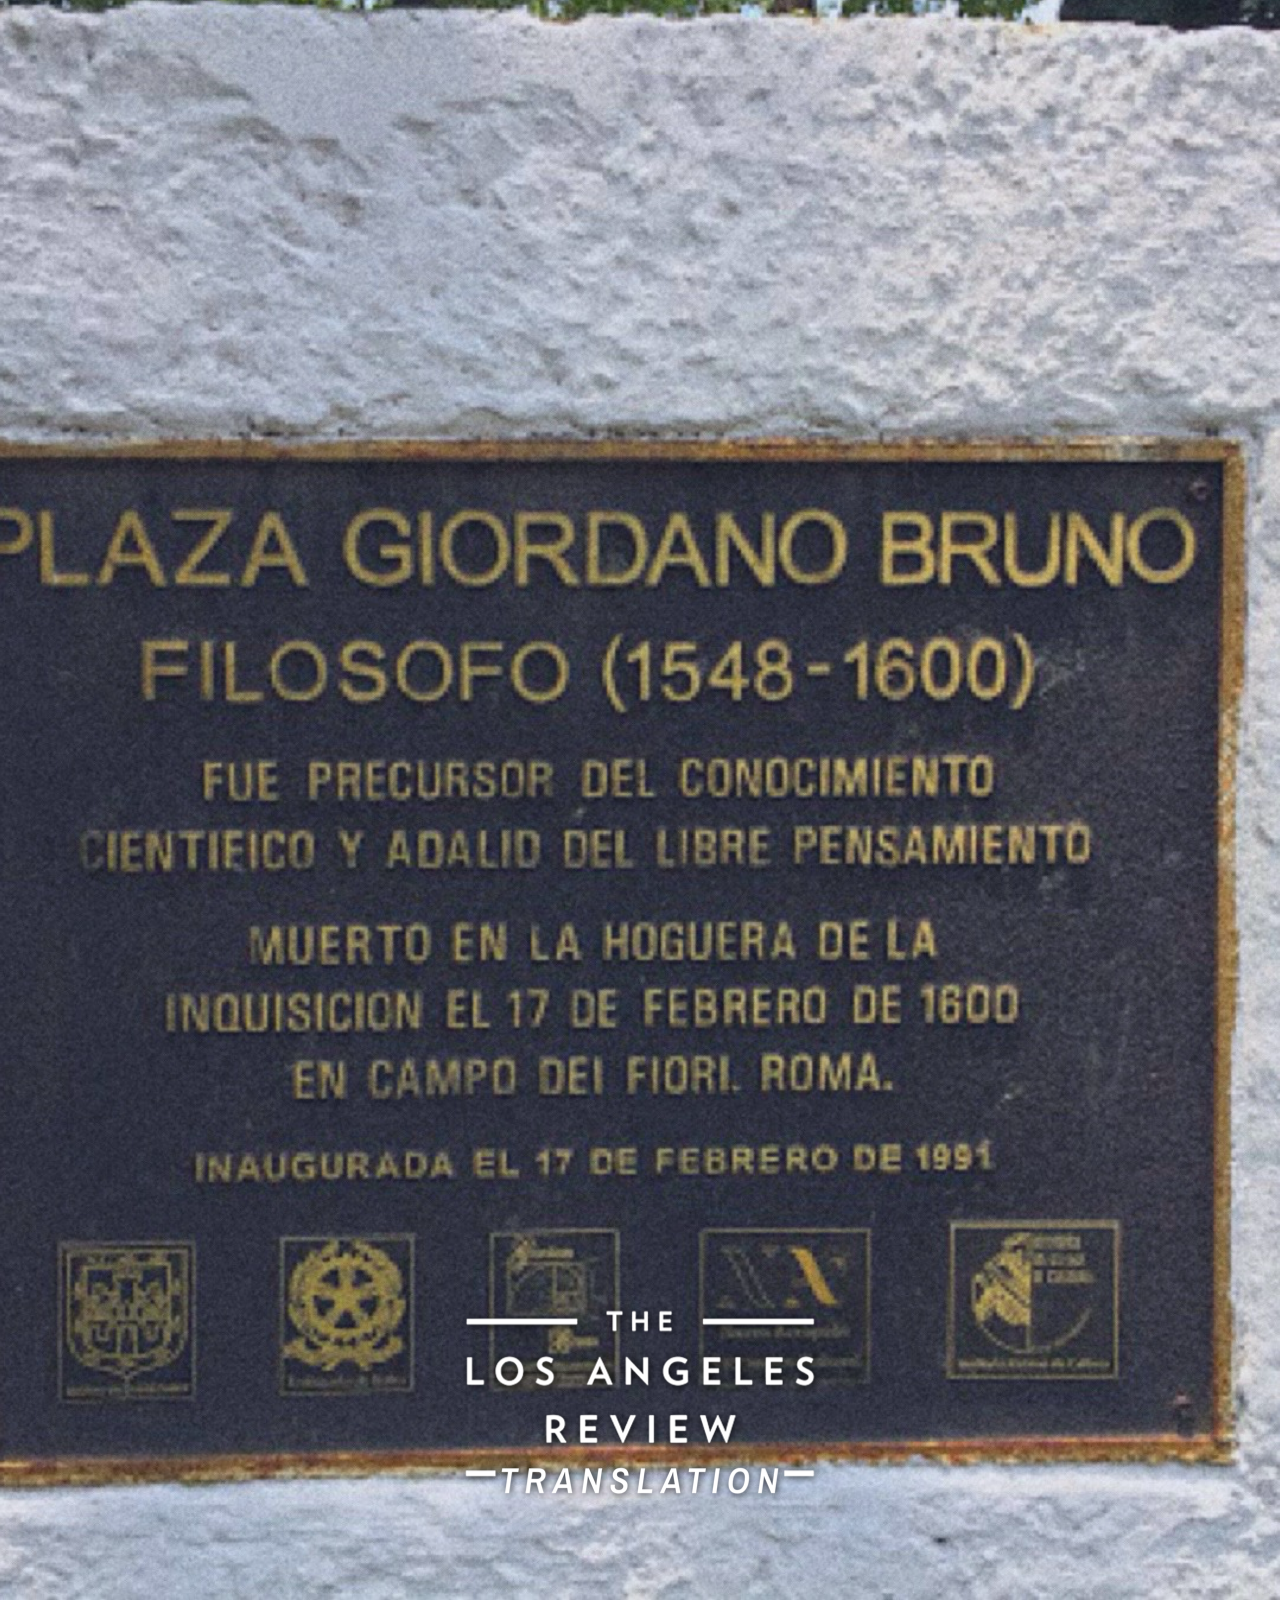 PLAZA GIORDANO BRUNO
FILOSOFO (1548-1600)
FUE PRECURSOR DEL CONOCIMIENTO
CIENTIFICO Y ADALID DEL LIBRE PENSAMIENTO
MUERTO EN LA HOGUERA DE LA
INQUISICION EL 17 DE FEBRERO DE 1600
EN CAMPO DEI FIORI. ROMA.
INAUGURADA EL 17 DE FEBRERO DE 1991
THE
LOS ANGELES
REVIEW
TRANSLATION